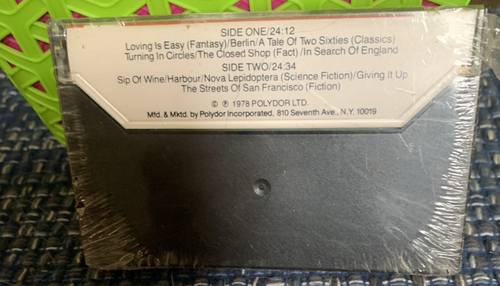 SIDE ONE/24:12
Loving Is Easy (Fantasy)/Berlin/A Tale Of Two Sixties (Classics)
Turning In Circles/The Closed Shop (Fact)/In Search Of England
SIDE TWO/24:34
Sip Of Wine/Harbour/Nova Lepidoptera (Science Fiction)/Giving It Up
The Streets Of San Francisco (Fiction)
© ℗ 1978 POLYDOR LTD.
Mfd. & Mktd. by Polydor Incorporated, 810 Seventh Ave., N.Y. 10019